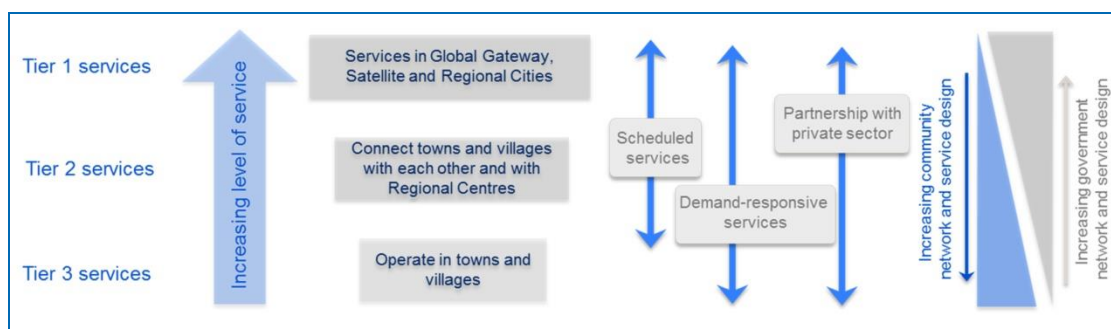 Tier 1 services
Tier 2 services
Tier 3 services
Increasing level of service
Services in Global Gateway,
Satellite and Regional Cities
Connect towns and villages
with each other and with
Regional Centres
Operate in towns and
villages
Scheduled
services
Demand-responsive
services
Partnership with
private sector
Increasing community
network and service design
Increasing government
network and service design